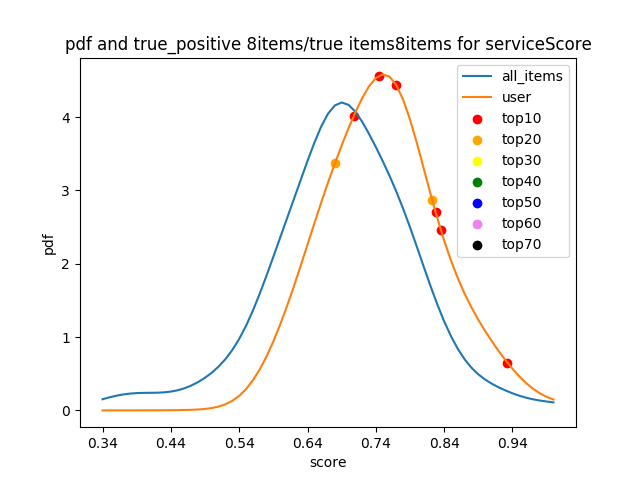 pdf and true_positive 8items/true items8items for serviceScore
all_items
user
top10
top20
top30
top40
top50
top60
top70
pdf
4
3
2
1
0
0.34 0.44 0.54 0.64 0.74 0.84 0.94
score